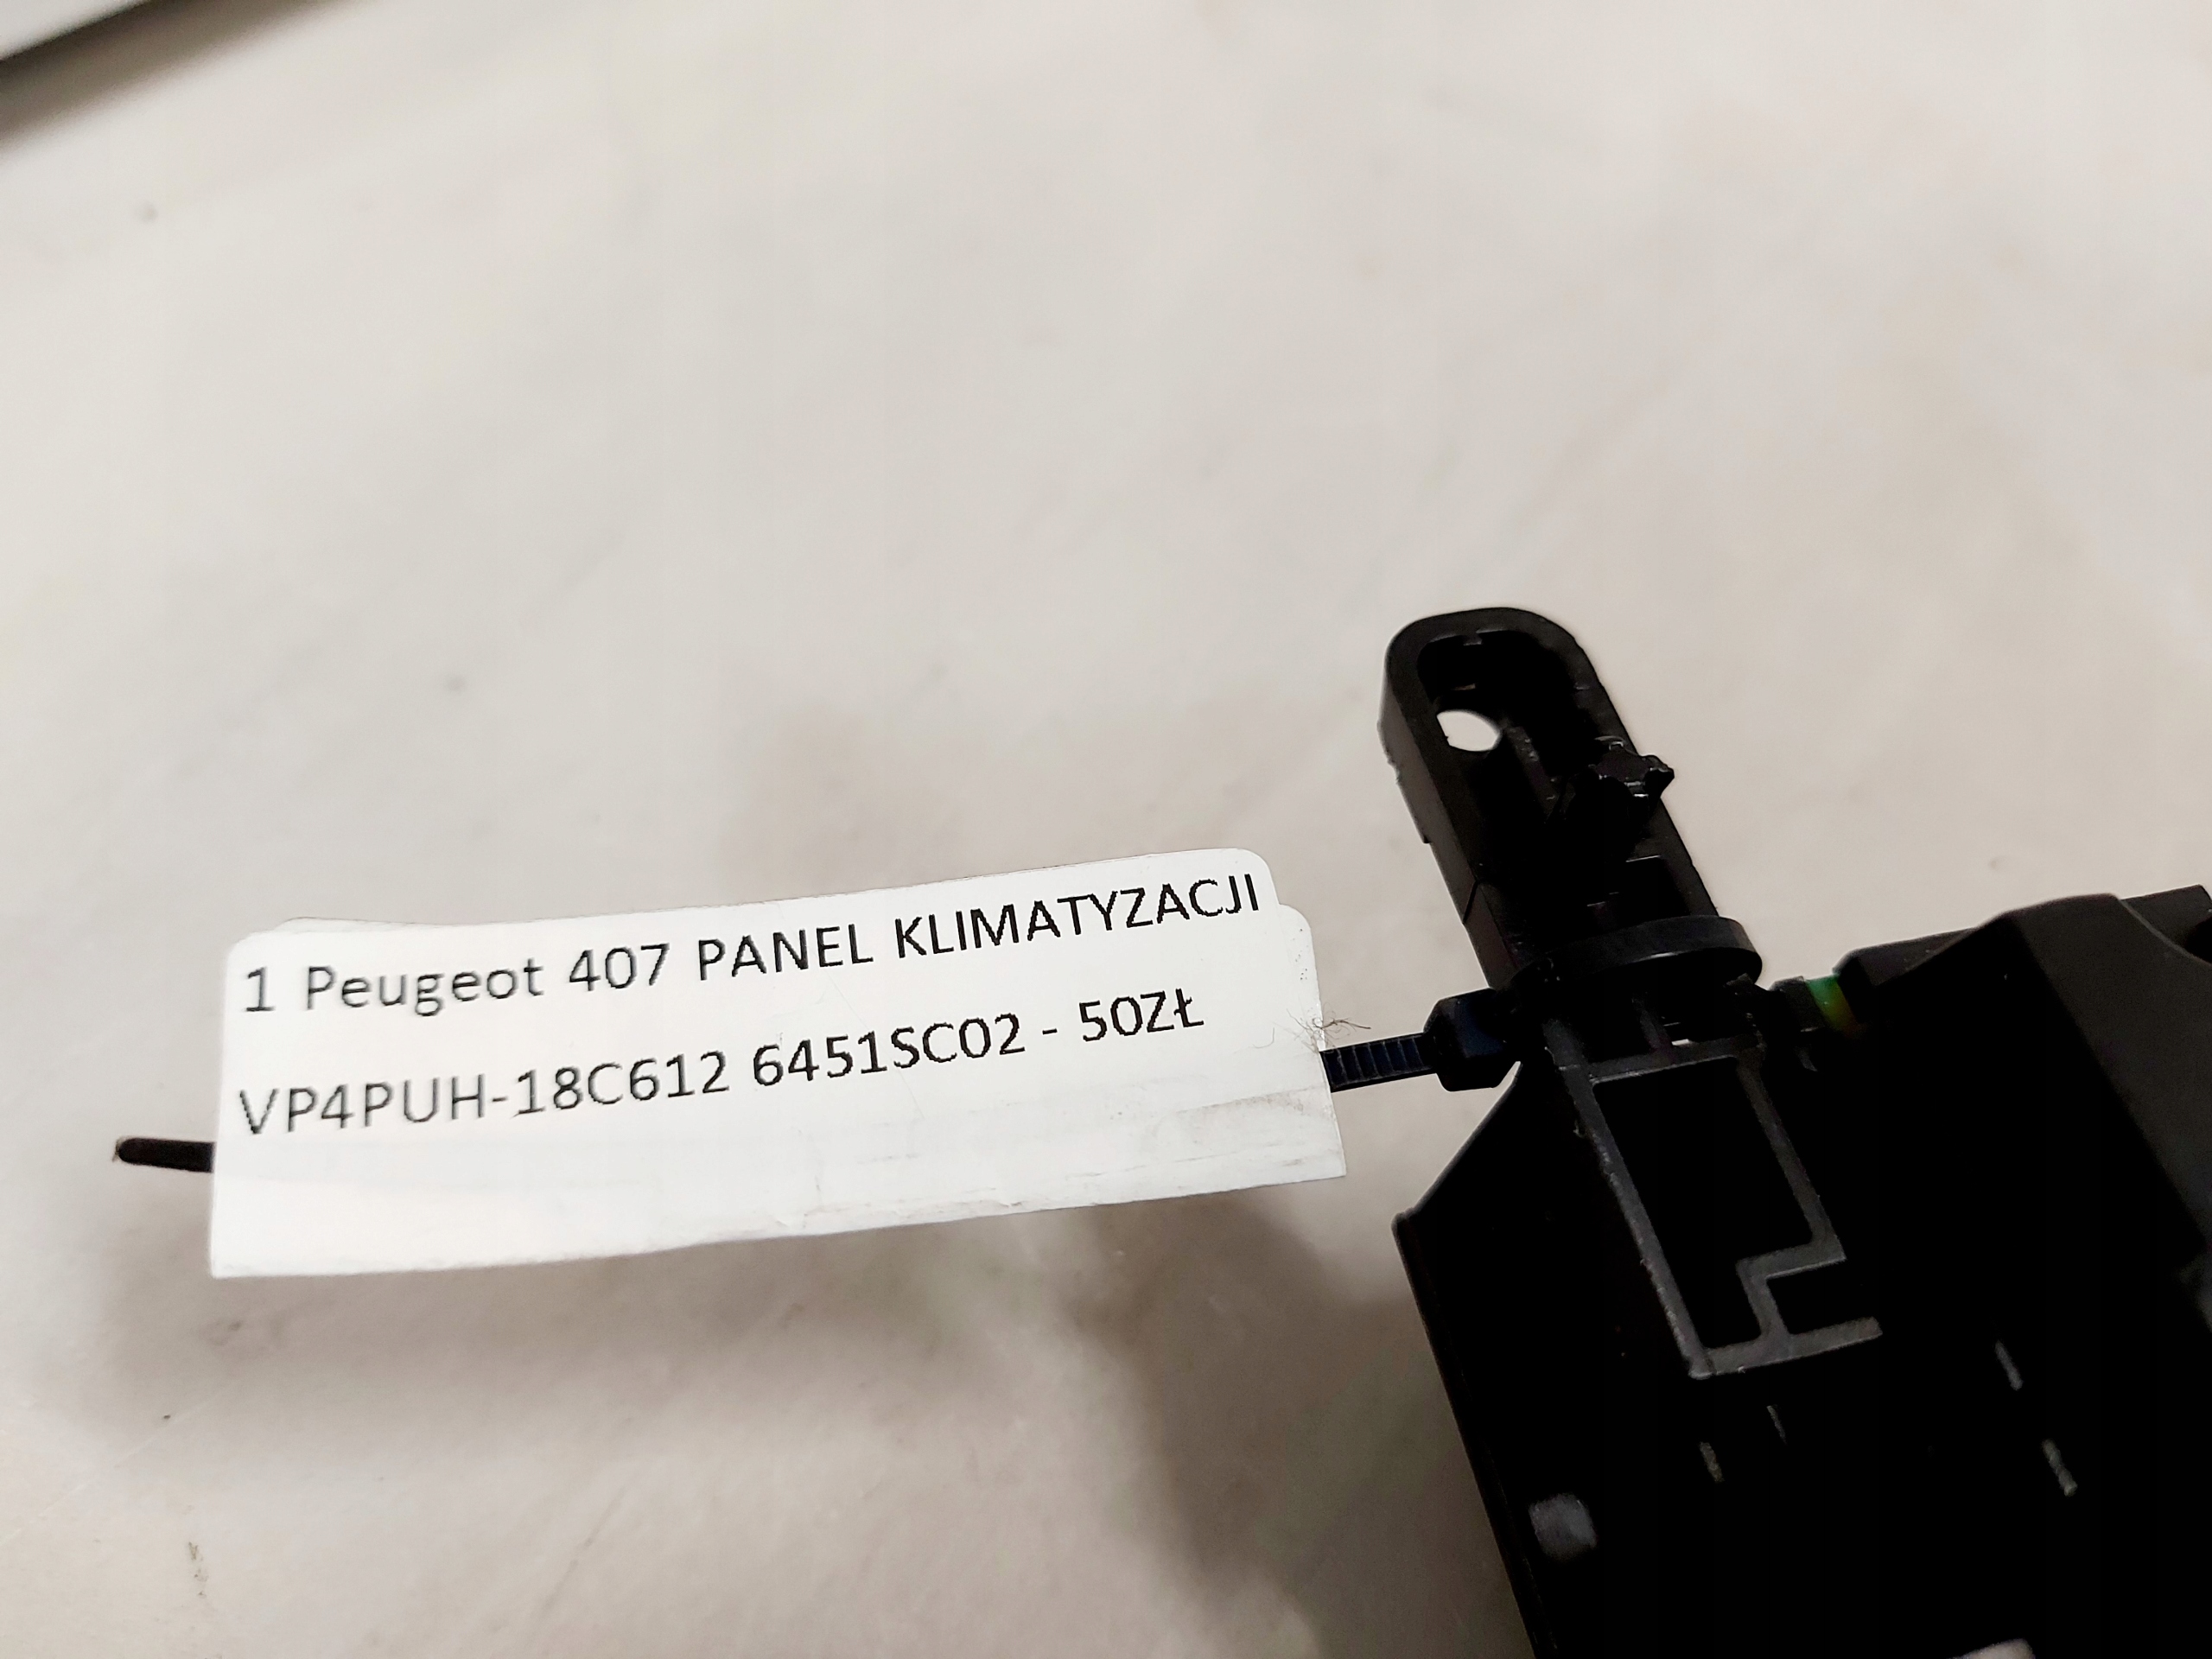 1 Peugeot 407 PANEL KLIMATYZACJI
VP4PUH-18C612 6451SC02 - 50ZŁ